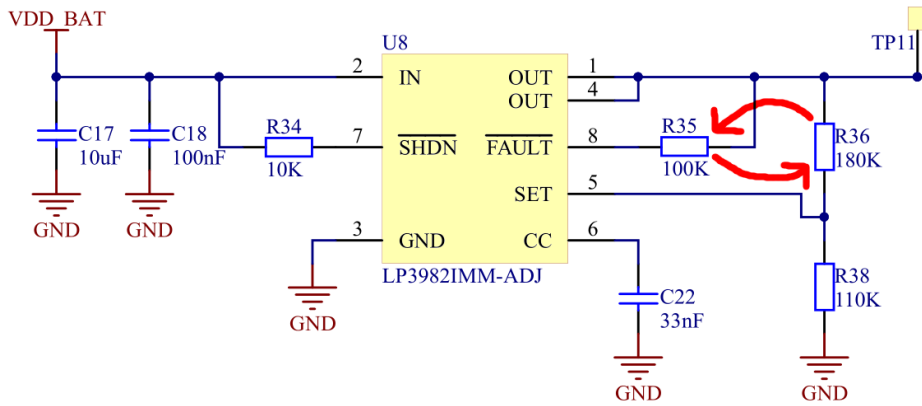 VDD_BAT
U8
TP11
2
IN
OUT
1
OUT
4
C17
10uF
C18
100nF
R34
10K
7
SHDN
FAULT
8
R35
100K
R36
180K
SET
5
3
GND
CC
6
LP3982IMM-ADJ
GND
GND
GND
C22
33nF
R38
110K
GND
GND